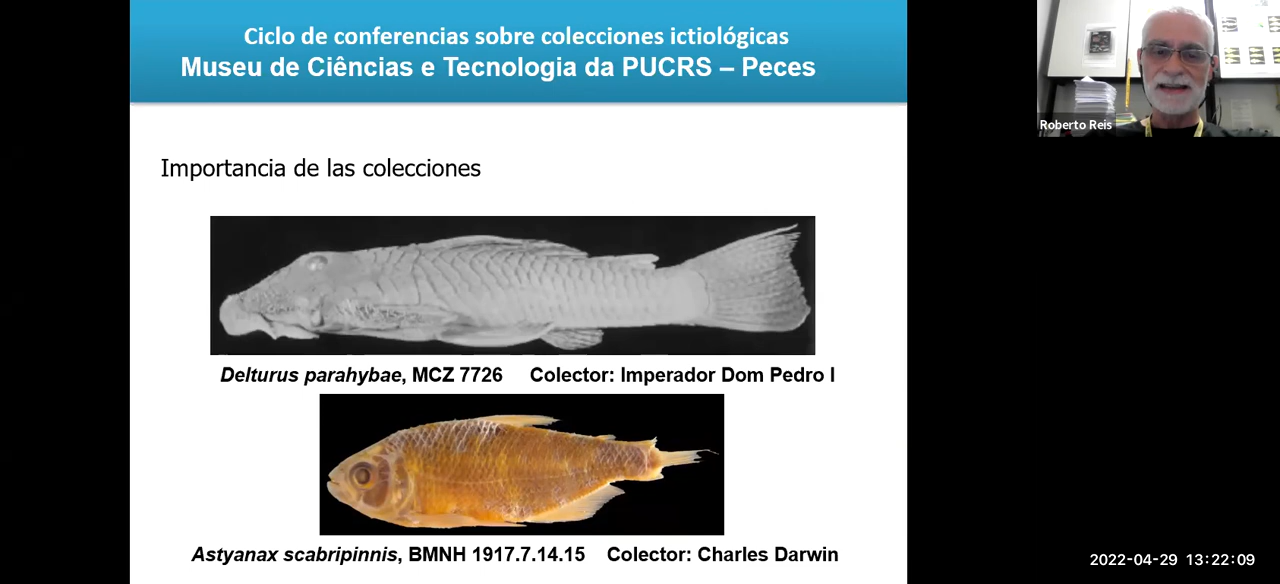 Ciclo de conferencias sobre colecciones ictiológicas
Museu de Ciências e Tecnologia da PUCRS – Peces
Roberto Reis
Importancia de las colecciones
Delturus parahybae, MCZ 7726 Colector: Imperador Dom Pedro I
Astyanax scabripinnis, BMNH 1917.7.14.15 Colector: Charles Darwin
2022-04-29 13:22:09